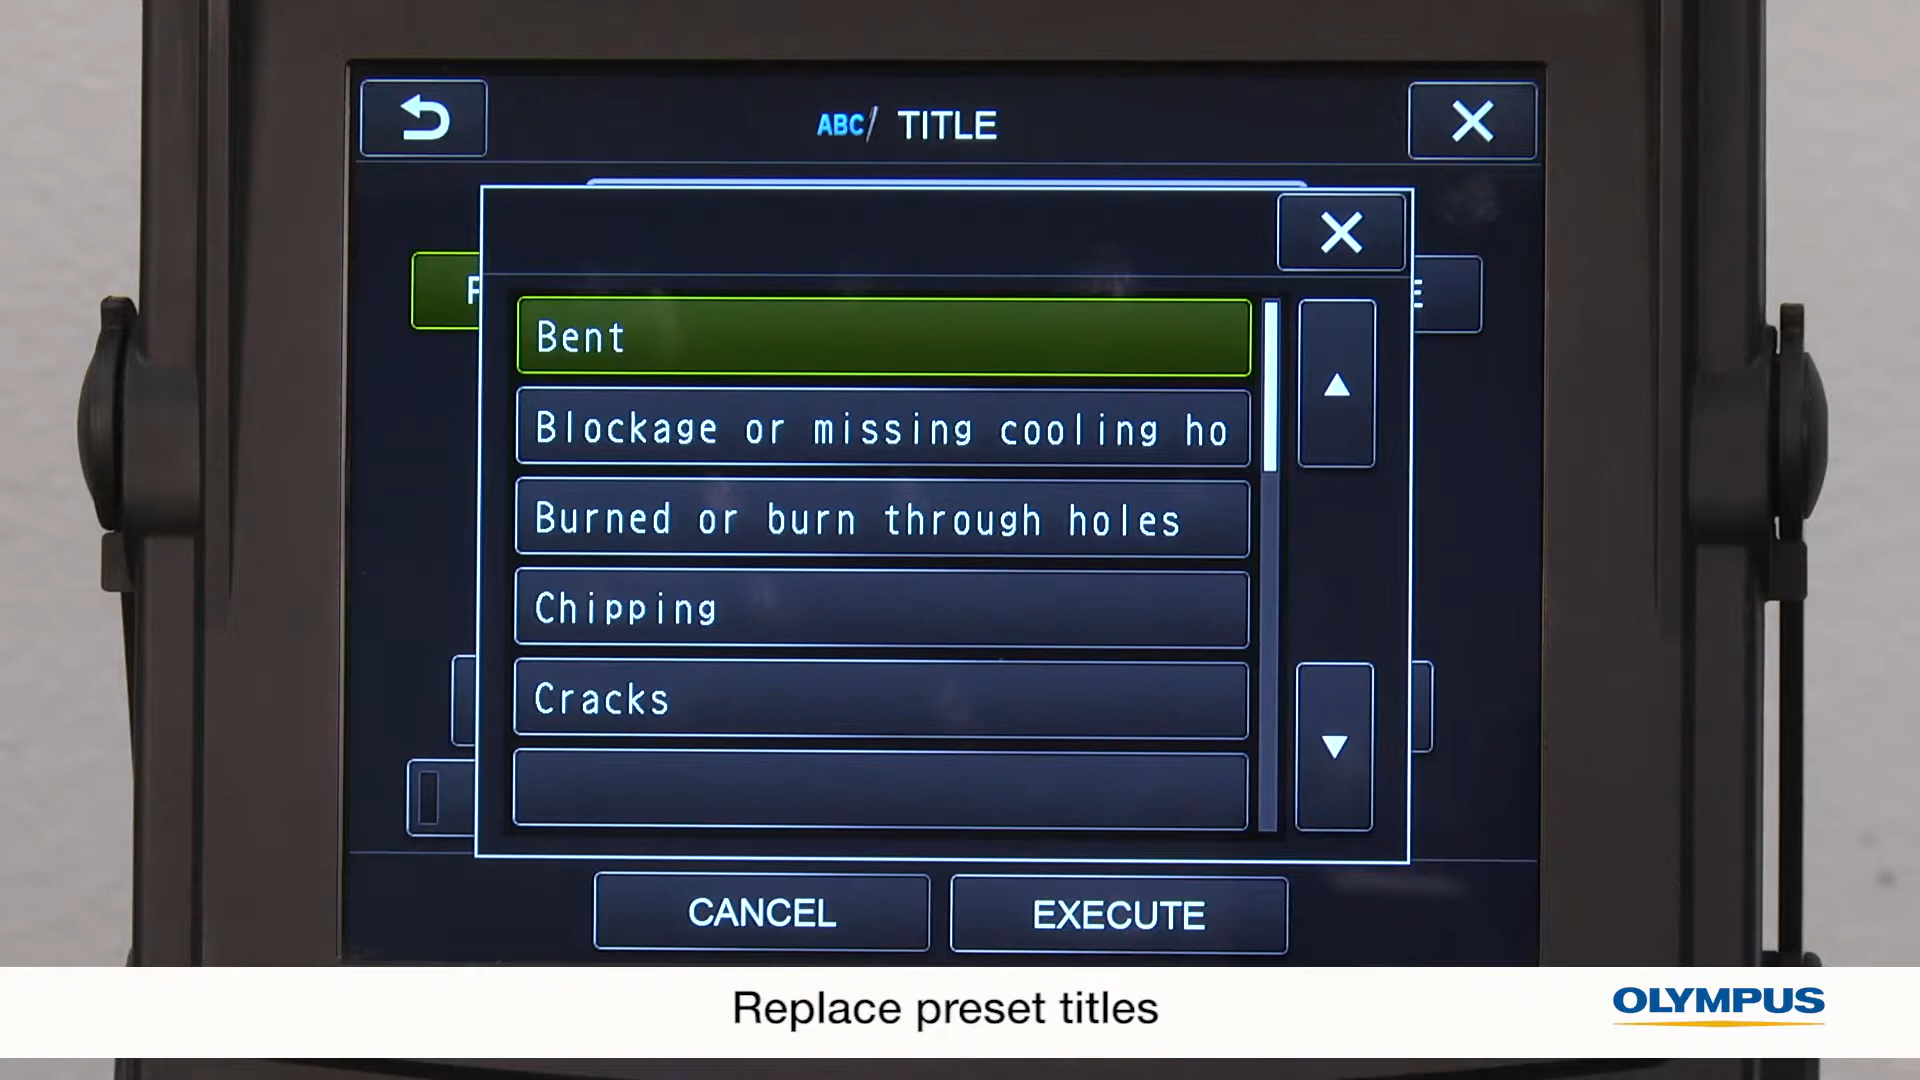 ABC/ TITLE
Bent
Blockage or missing cooling ho
Burned or burn through holes
Chipping
Cracks
CANCEL
EXECUTE
Replace preset titles
OLYMPUS